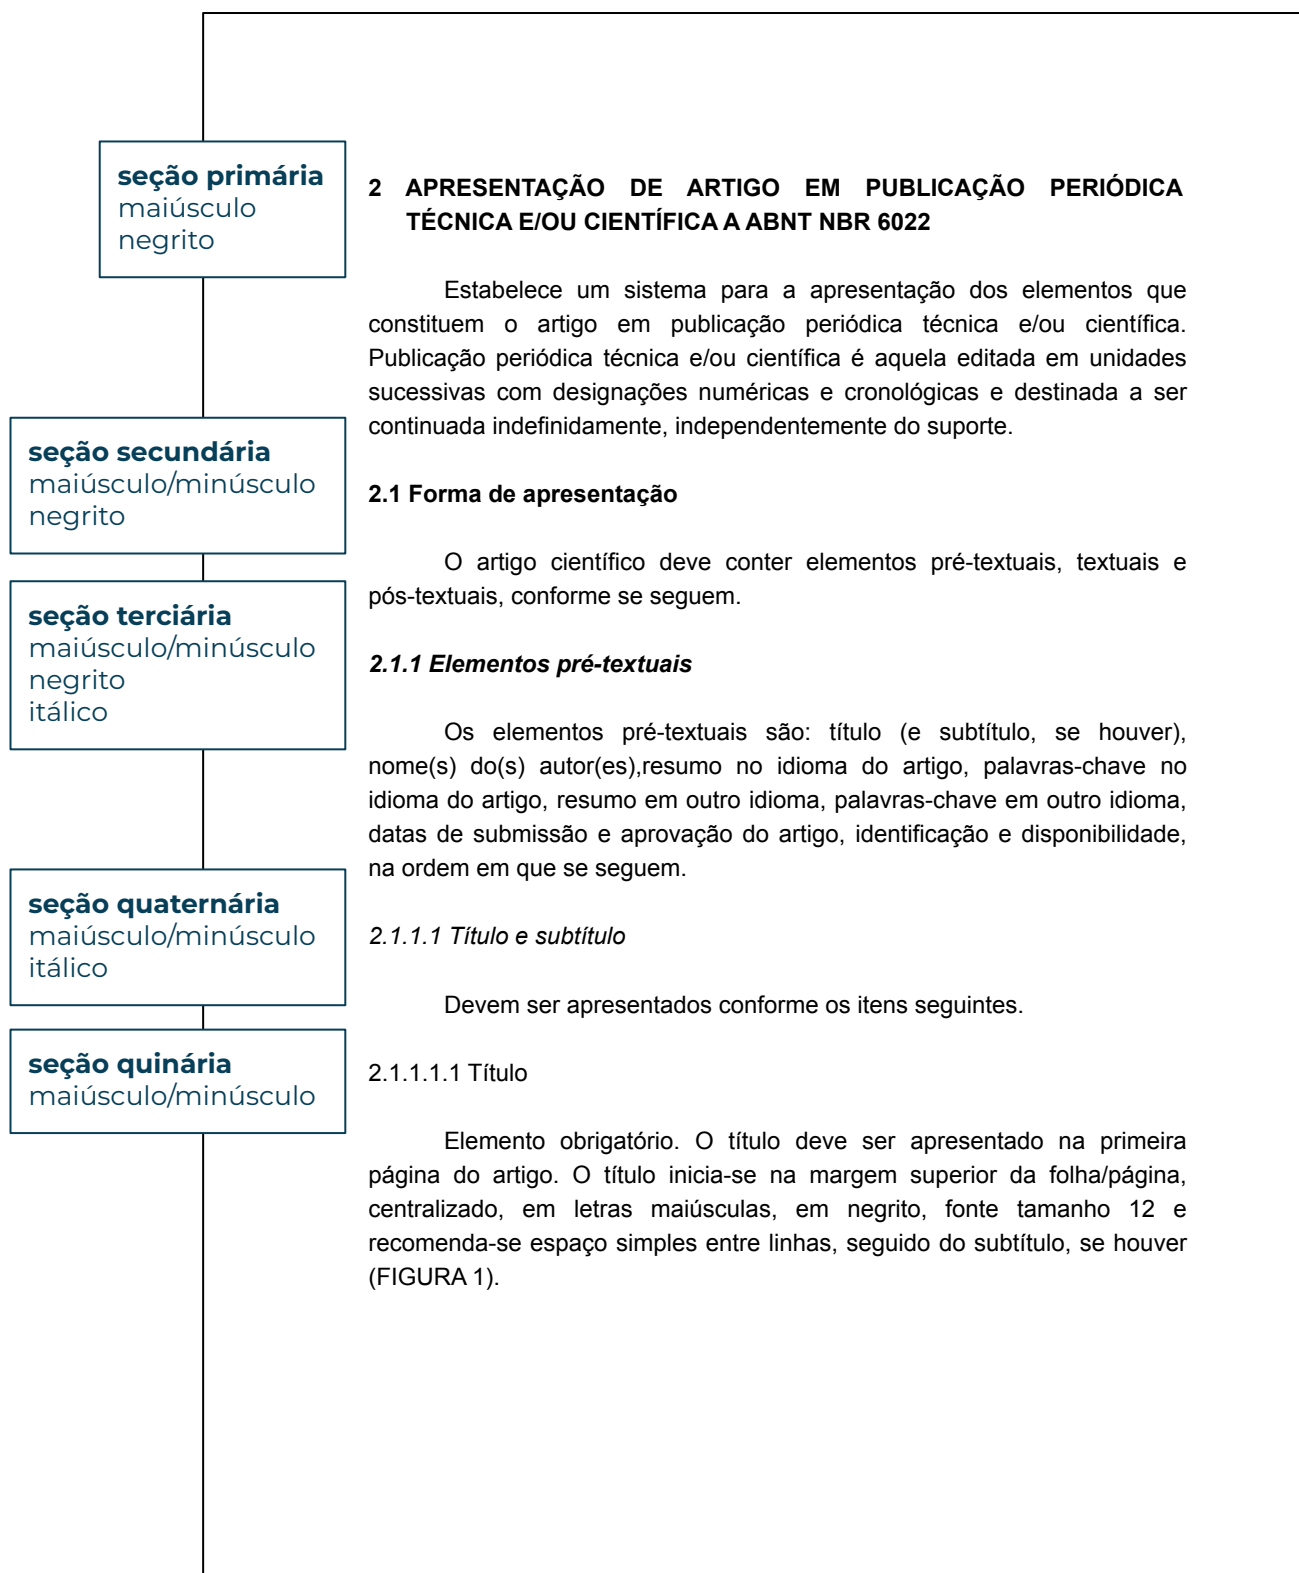 seção primária
maiúsculo
negrito
2 APRESENTAÇÃO DE ARTIGO EM PUBLICAÇÃO PERIÓDICA
TÉCNICA E/OU CIENTÍFICA A ABNT NBR 6022
Estabelece um sistema para a apresentação dos elementos que
constituem o artigo em publicação periódica técnica e/ou científica.
Publicação periódica técnica e/ou científica é aquela editada em unidades
sucessivas com designações numéricas e cronológicas e destinada a ser
continuada indefinidamente, independentemente do suporte.
seção secundária
maiúsculo/minúsculo
negrito
2.1 Forma de apresentação
O artigo científico deve conter elementos pré-textuais, textuais e
pós-textuais, conforme se seguem.
seção terciária
maiúsculo/minúsculo
negrito
itálico
2.1.1 Elementos pré-textuais
Os elementos pré-textuais são: título (e subtítulo, se houver),
nome(s) do(s) autor(es),resumo no idioma do artigo, palavras-chave no
idioma do artigo, resumo em outro idioma, palavras-chave em outro idioma,
datas de submissão e aprovação do artigo, identificação e disponibilidade,
na ordem em que se seguem.
seção quaternária
maiúsculo/minúsculo
itálico
2.1.1.1 Título e subtítulo
Devem ser apresentados conforme os itens seguintes.
seção quinária
maiúsculo/minúsculo
2.1.1.1.1 Título
Elemento obrigatório. O título deve ser apresentado na primeira
página do artigo. O título inicia-se na margem superior da folha/página,
centralizado, em letras maiúsculas, em negrito, fonte tamanho 12 e
recomenda-se espaço simples entre linhas, seguido do subtítulo, se houver
(FIGURA 1).